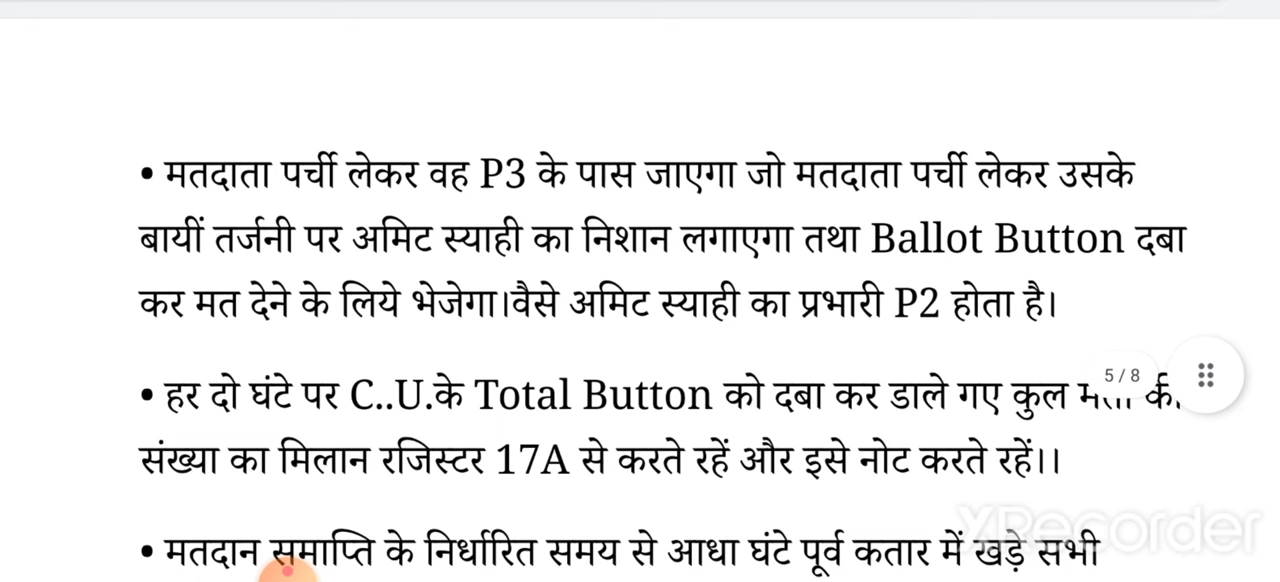 • मतदाता पर्ची लेकर वह P3 के पास जाएगा जो मतदाता पर्ची लेकर उसके
बायीं तर्जनी पर अमिट स्याही का निशान लगाएगा तथा Ballot Button दबा
कर मत देने के लिये भेजेगा।वैसे अमिट स्याही का प्रभारी P2 होता है।
5 / 8
• हर दो घंटे पर C..U.के Total Button को दबा कर डाले गए कुल
संख्या का मिलान रजिस्टर 17A से करते रहें और इसे नोट करते रहें।।
• मतदान समाप्ति के निर्धारित समय से आधा घंटे पूर्व कतार में खड़े सभी
XRecorder